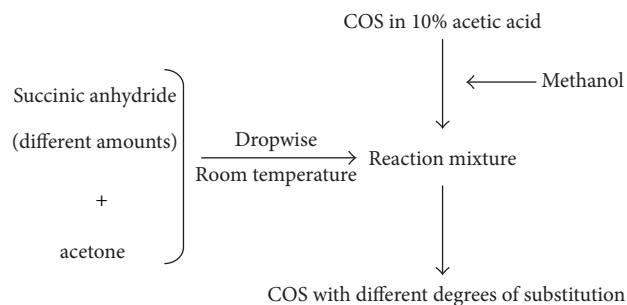 COS in 10% acetic acid
Methanol
Succinic anhydride
(different amounts)
+
acetone
Dropwise
Room temperature
Reaction mixture
COS with different degrees of substitution